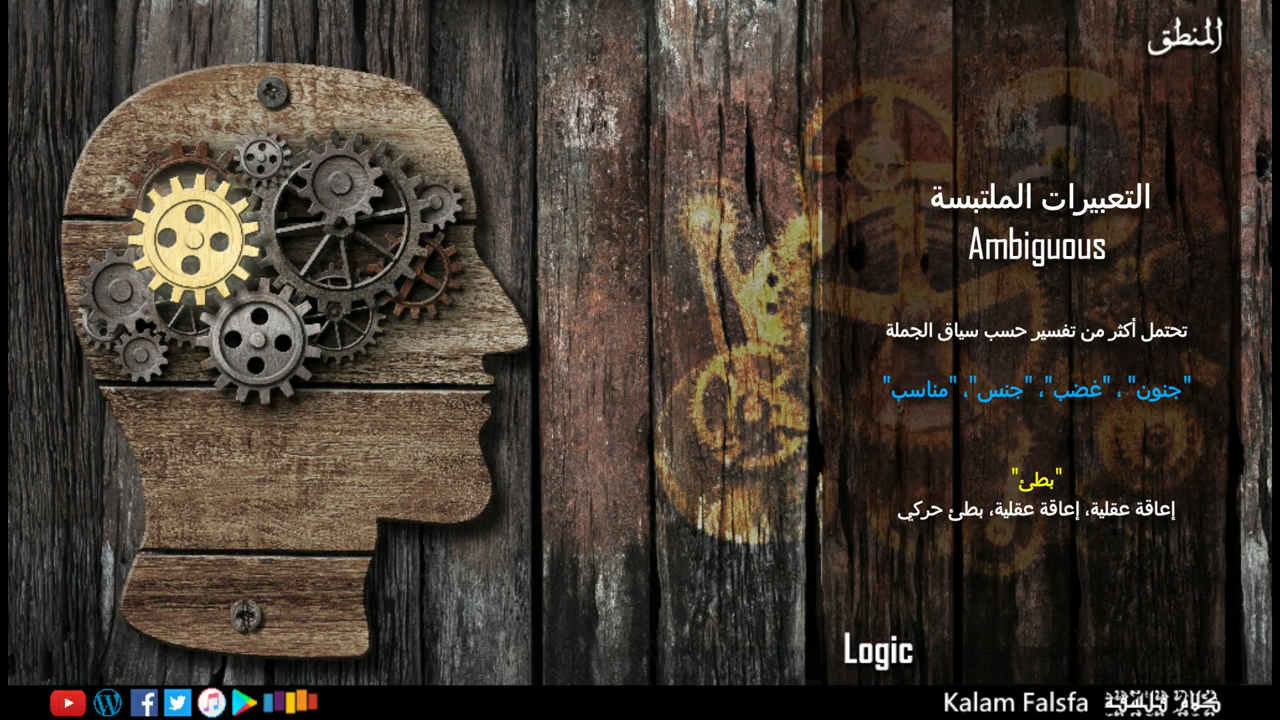 المنطق
التعبيرات الملتبسة
Ambiguous
تحتمل أكثر من تفسير حسب سياق الجملة
"جنون" ، "غضب"، "جنس"، "مناسب"
"بطئ"
إعاقة عقلية، إعاقة عقلية، بطئ حركي
Logic
Kalam Falsfa كلام فلسفة